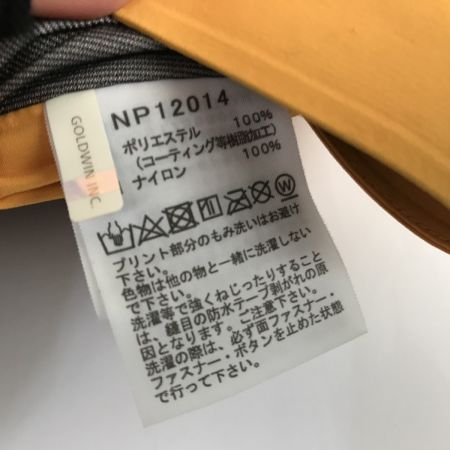 GOLDWIN INC.
NP12014
ポリエステル 100%
(コーティング等樹脂加工)
ナイロン 100%
プリント部分のもみ洗いはお避け
下さい。
色物は他の物と一緒に洗濯しない
で下さい。
洗濯等で強くねじったりすること
は、縫目の防水テープ剥がれの原
因となります。ご注意下さい。
洗濯の際は、必ず面ファスナー・
ファスナー・ボタンを止めた状態
で行って下さい。